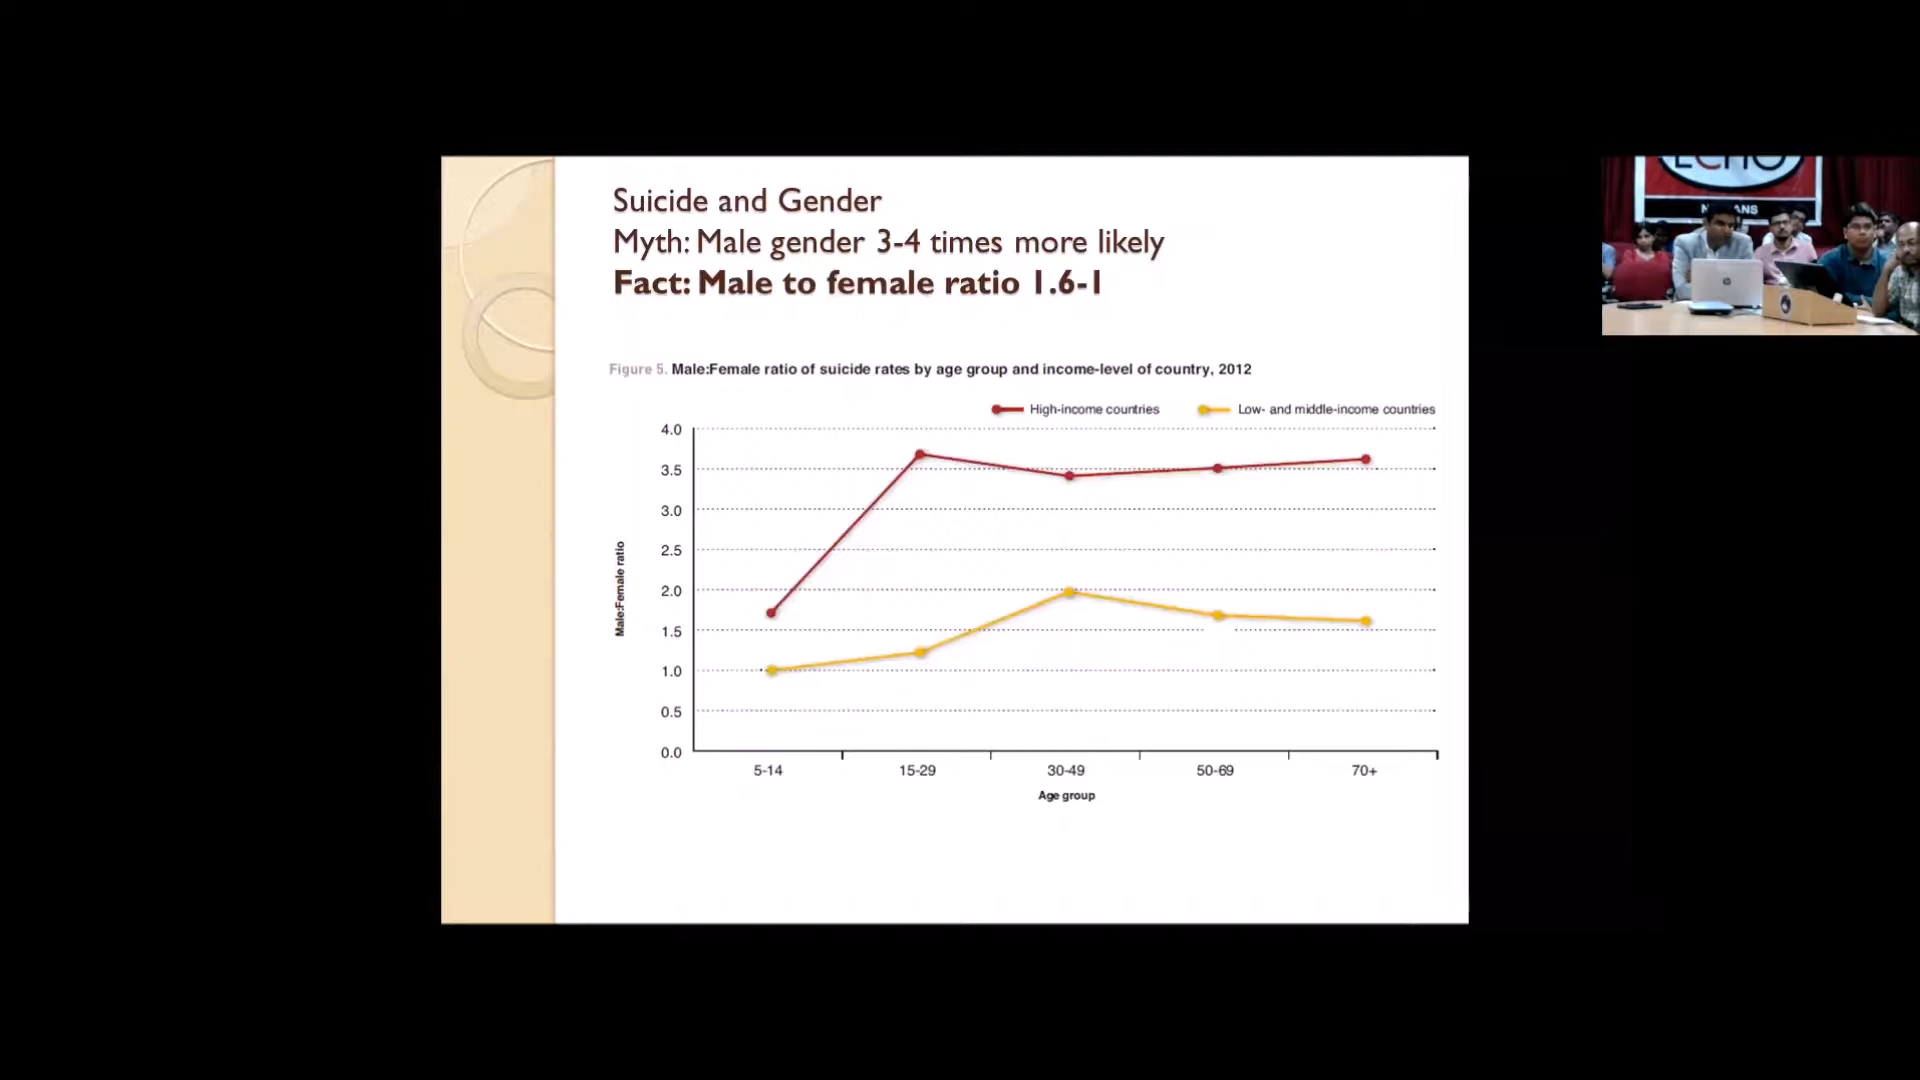 Suicide and Gender
Myth: Male gender 3-4 times more likely
Fact: Male to female ratio 1.6-1
Figure 5. Male:Female ratio of suicide rates by age group and income-level of country, 2012
High-income countries
Low- and middle-income countries
4.0
3.5
3.0
2.5
2.0
1.5
1.0
0.5
0.0
Male:Female ratio
5-14
15-29
30-49
50-69
70+
Age group
ECHO